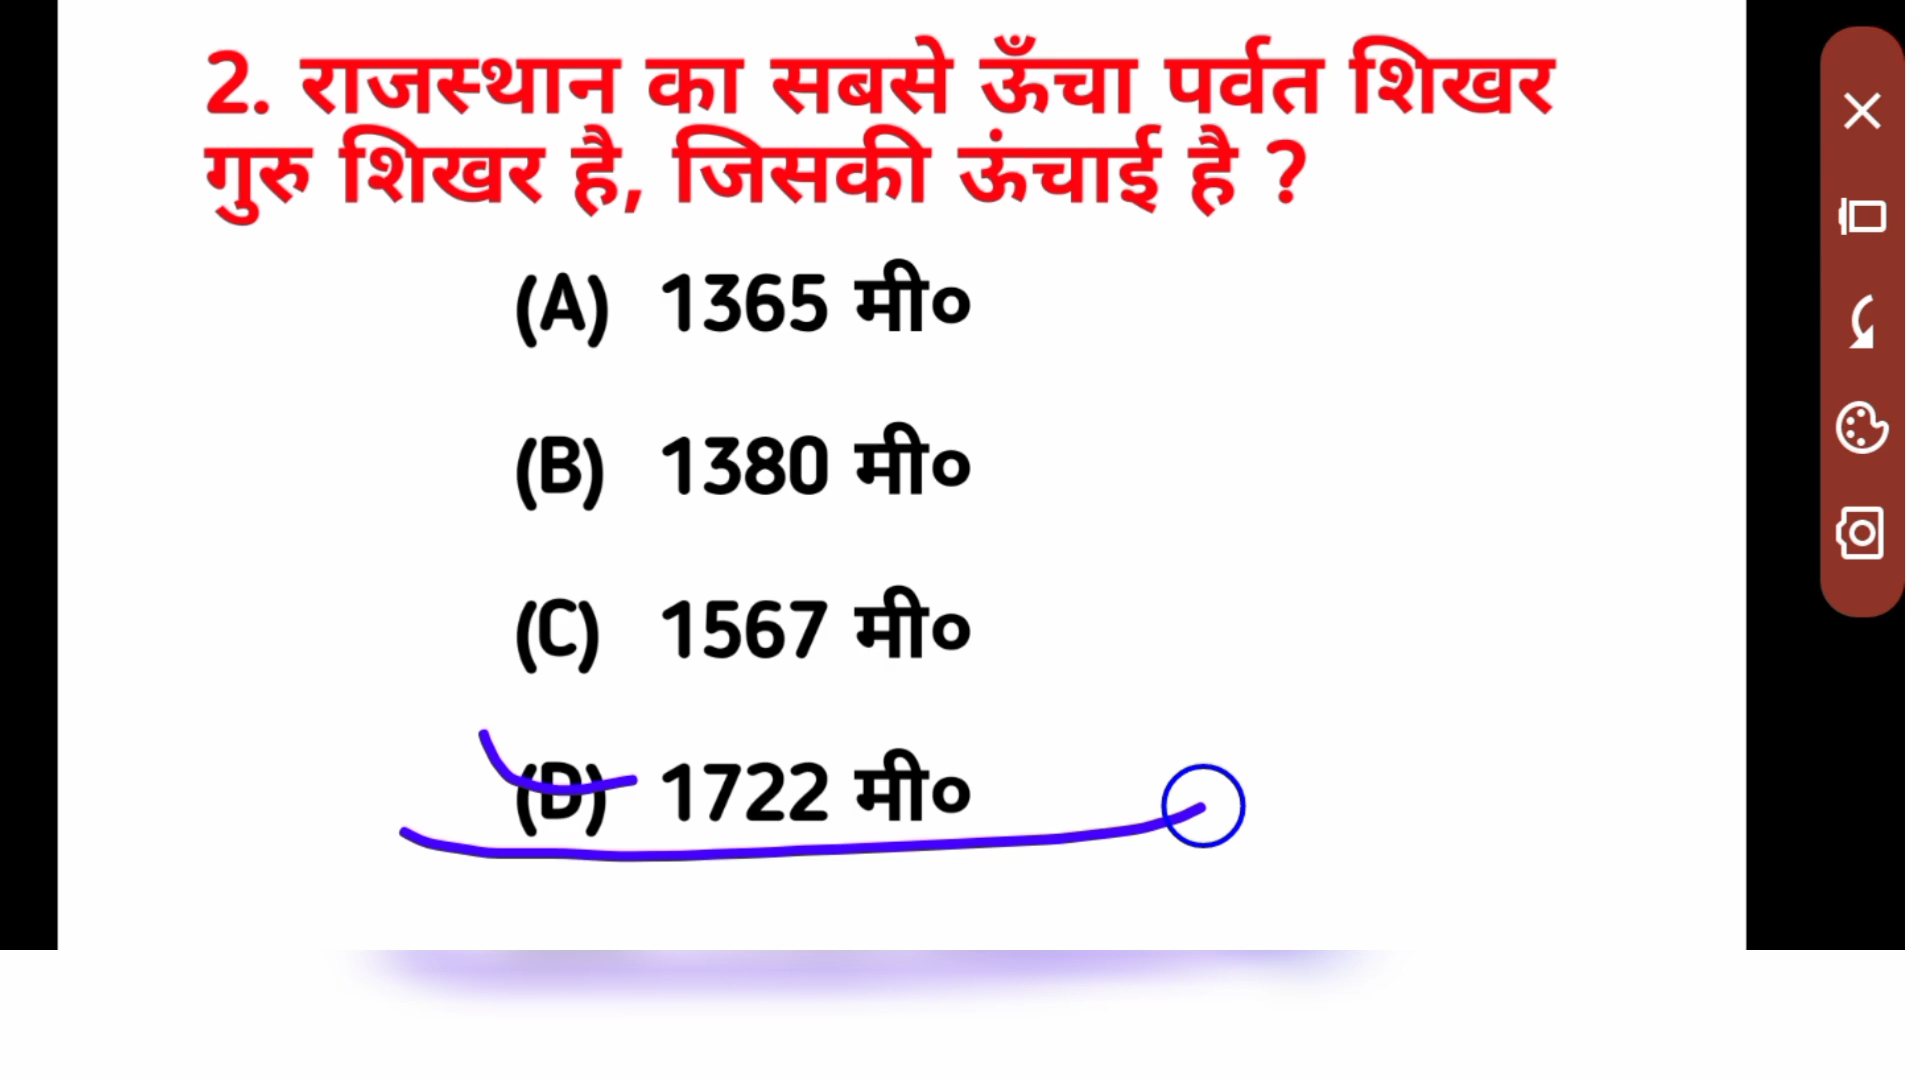 2. राजस्थान का सबसे ऊँचा पर्वत शिखर
गुरु शिखर है, जिसकी ऊंचाई है ?
(A) 1365 मी०
(B) 1380 मी०
(C) 1567 मी०
(D) 1722 मी०